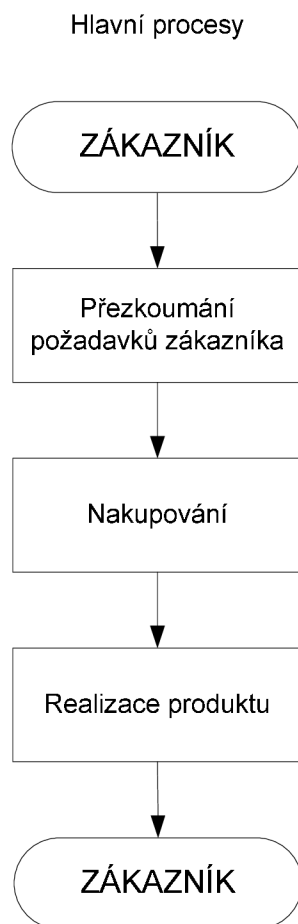 Hlavní procesy
ZÁKAZNÍK
Přezkoumání
požadavků zákazníka
Nakupování
Realizace produktu
ZÁKAZNÍK